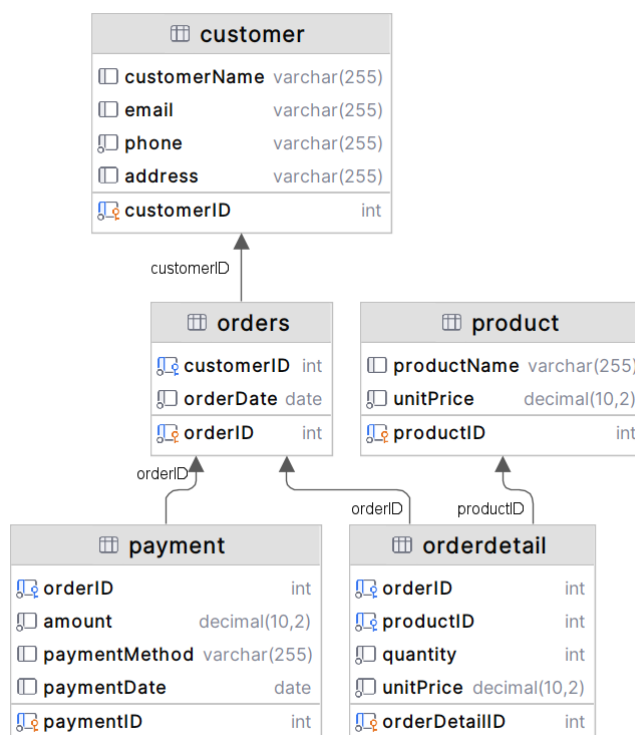 customer
customerName varchar(255)
email varchar(255)
phone varchar(255)
address varchar(255)
customerID int
customerID
orders
customerID int
orderDate date
orderID int
product
productName varchar(255)
unitPrice decimal(10,2)
productID int
orderID
orderID
productID
payment
orderID int
amount decimal(10,2)
paymentMethod varchar(255)
paymentDate date
paymentID int
orderdetail
orderID int
productID int
quantity int
unitPrice decimal(10,2)
orderDetailID int